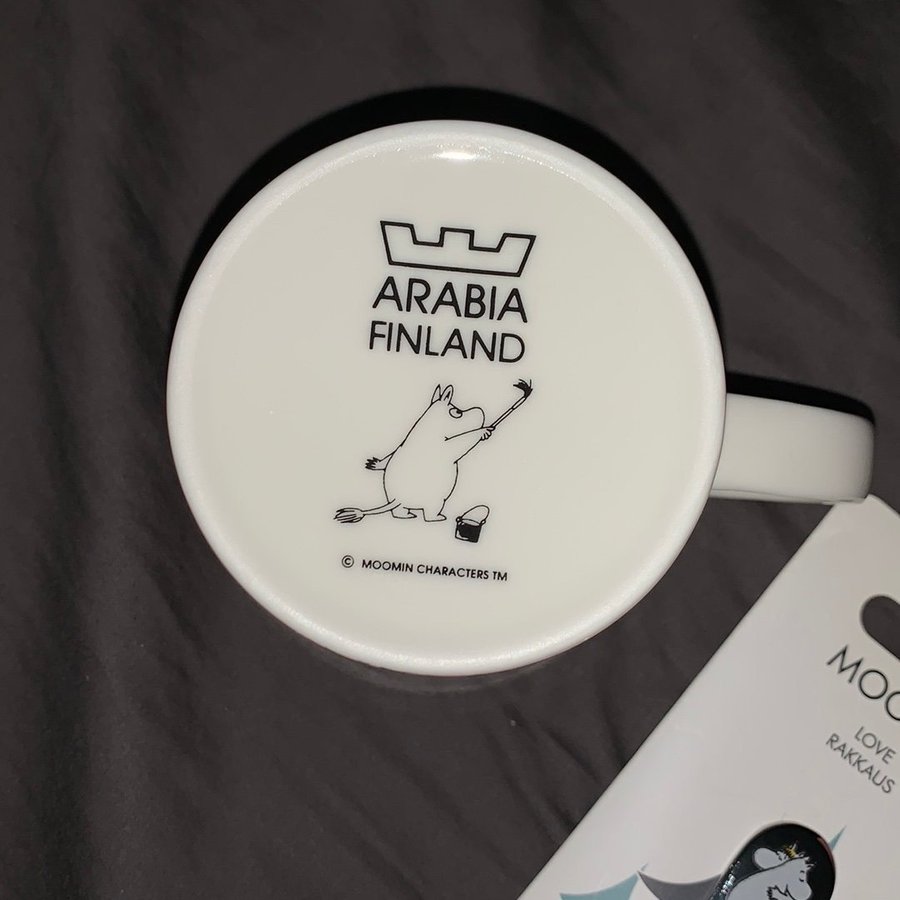 ARABIA
FINLAND
© MOOMIN CHARACTERS TM
LOVE
RAKKAUS